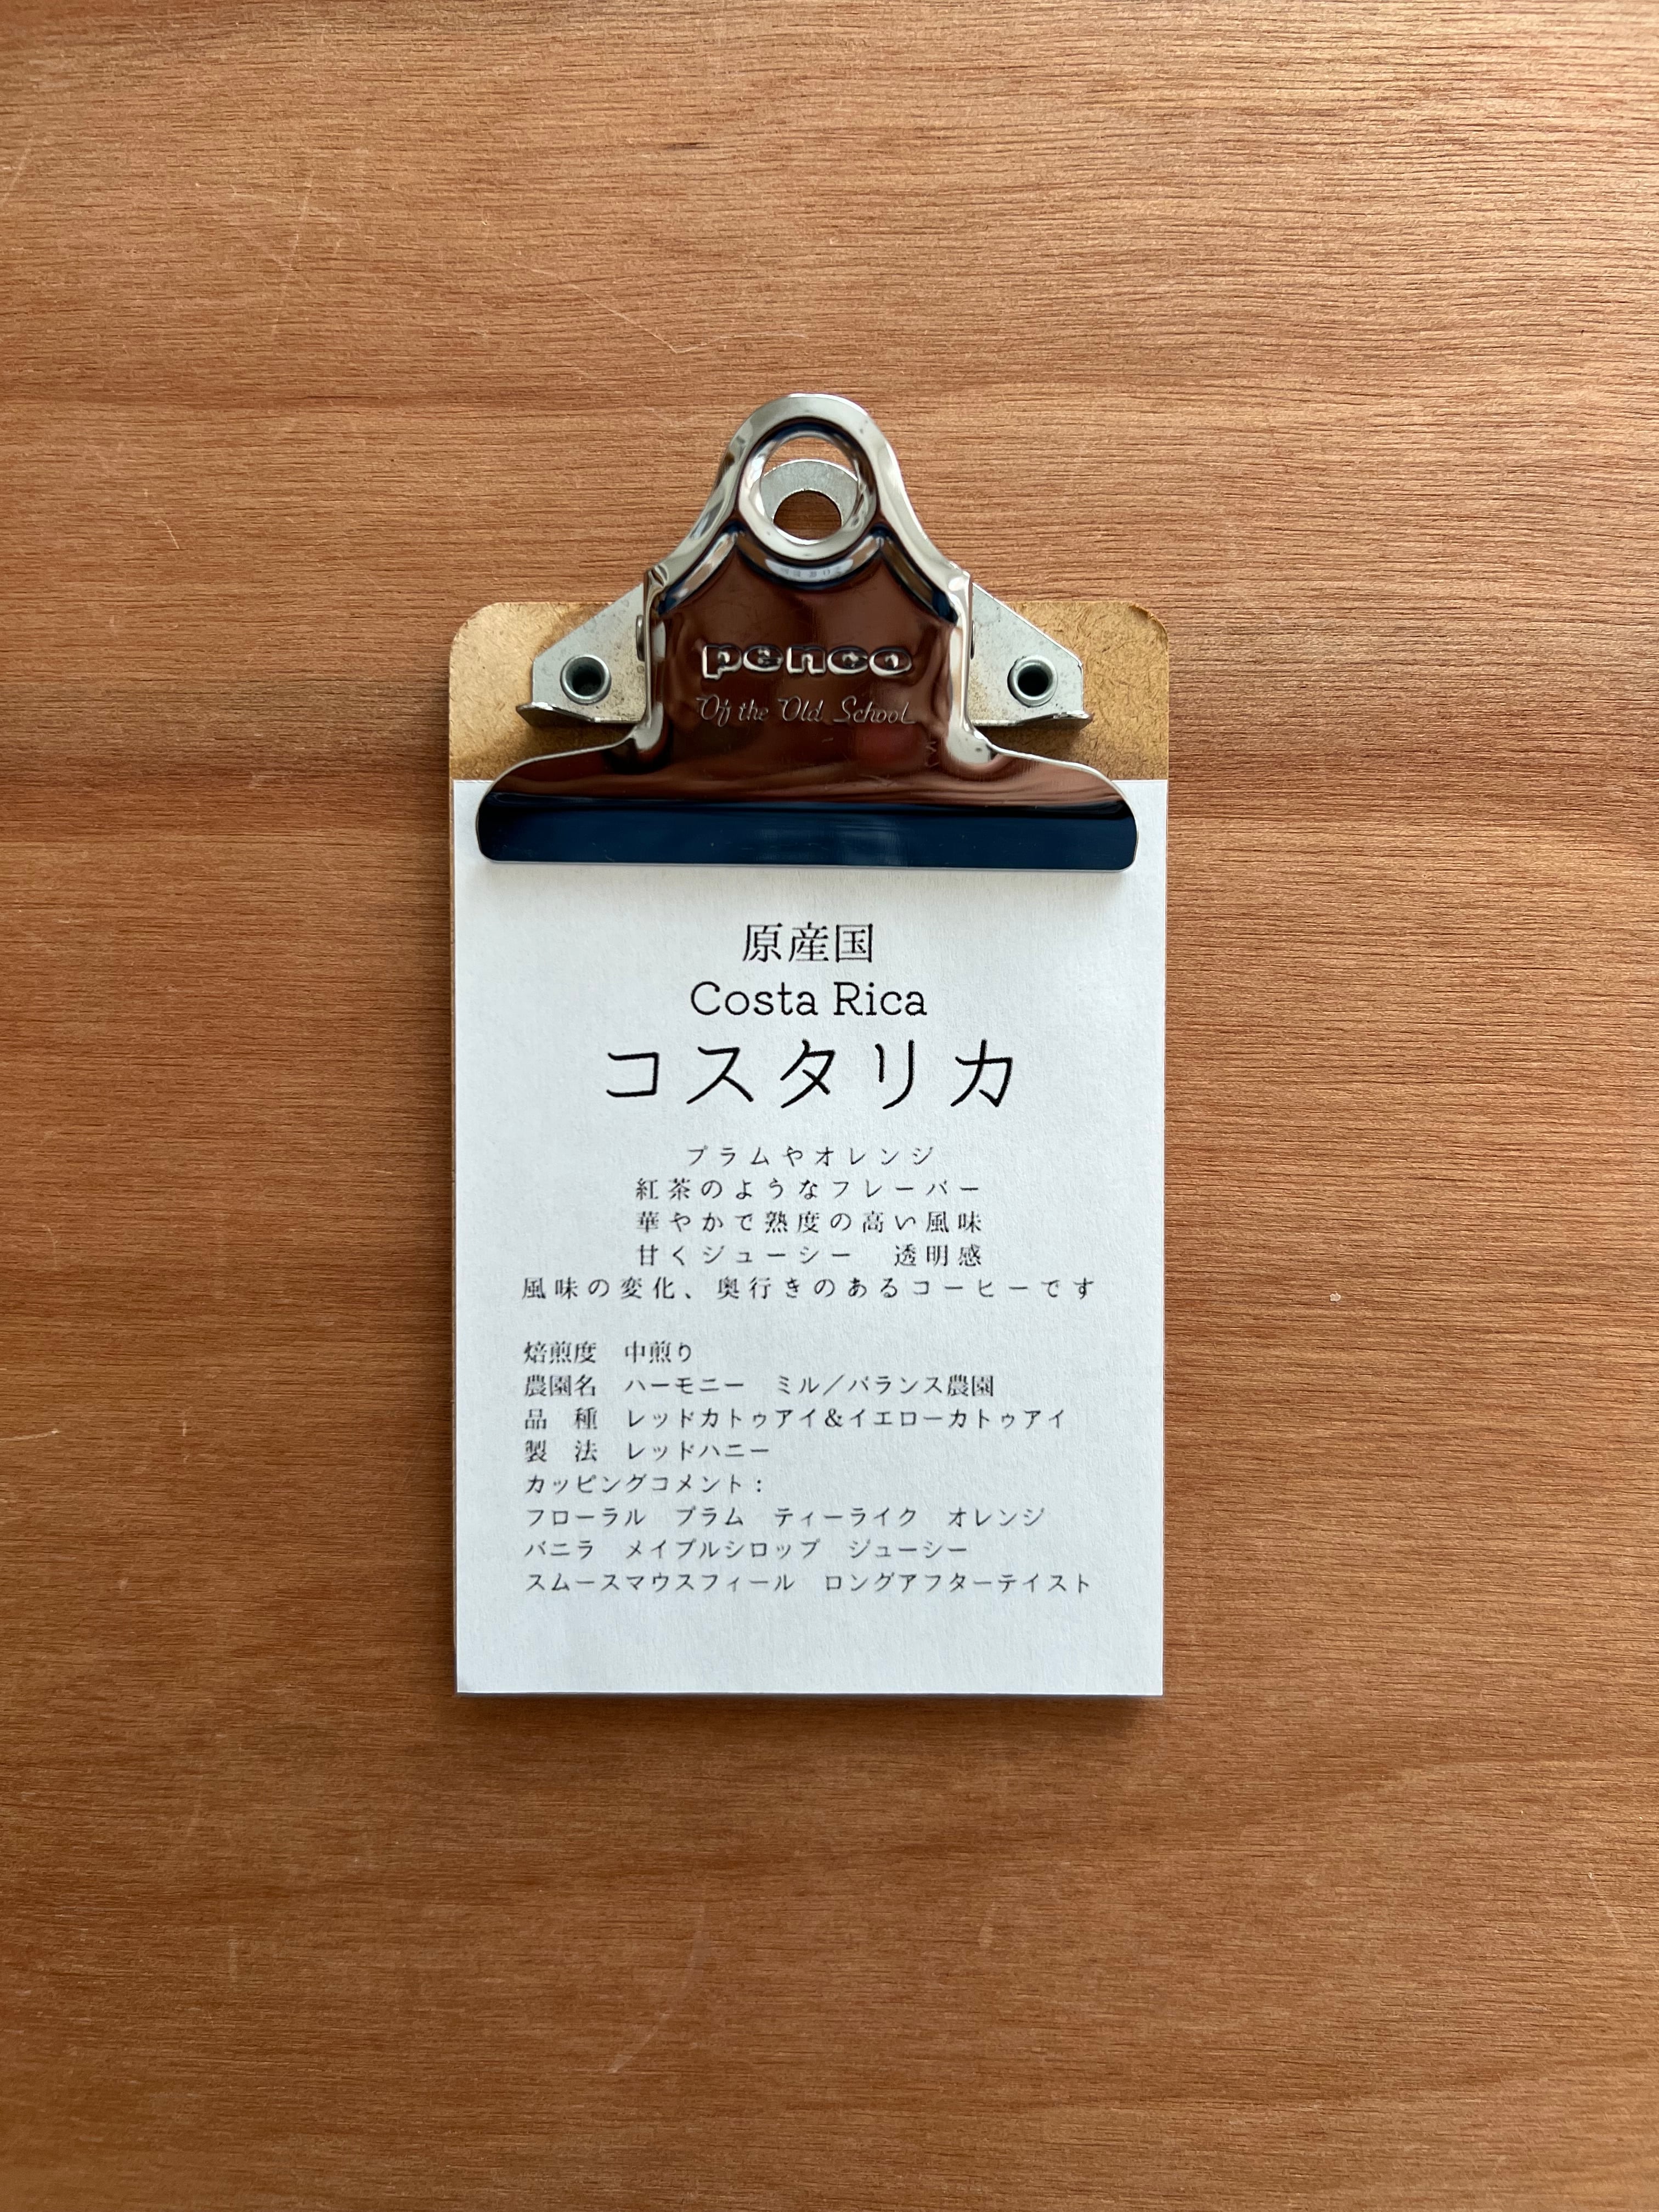 penco
Of the Old School
原産国
Costa Rica
コスタリカ
プラムやオレンジ
紅茶のようなフレーバー
華やかで熟度の高い風味
甘くジューシー　透明感
風味の変化、奥行きのあるコーヒーです
焙煎度　中煎り
農園名　ハーモニー　ミル／バランス農園
品　種　レッドカトゥアイ&イエローカトゥアイ
製　法　レッドハニー
カッピングコメント：
フローラル　プラム　ティーライク　オレンジ
バニラ　メイプルシロップ　ジューシー
スムースマウスフィール　ロングアフターテイスト